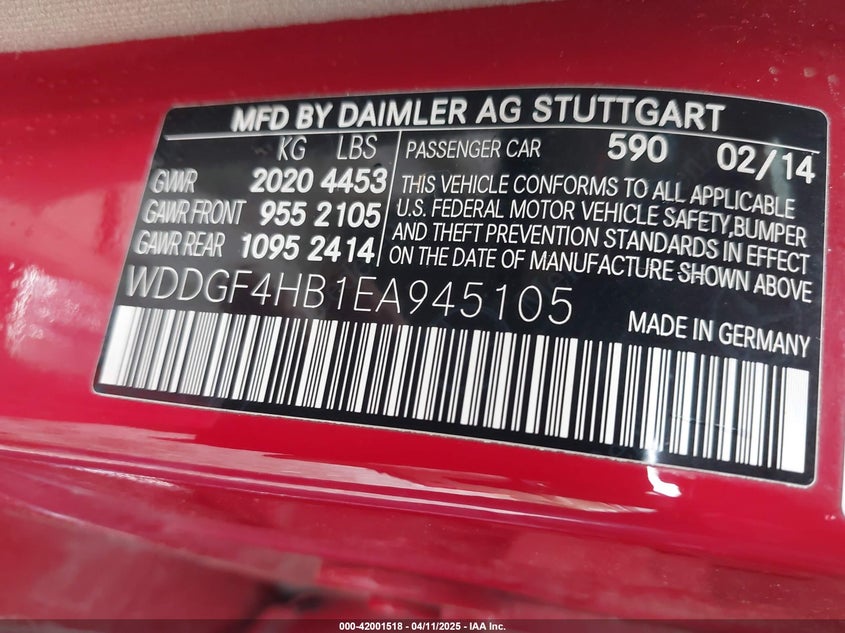 MFD BY DAIMLER AG STUTTGART
KG LBS
GVWR 2020 4453
GAWR FRONT 955 2105
GAWR REAR 1095 2414
PASSENGER CAR 590 02/14
THIS VEHICLE CONFORMS TO ALL APPLICABLE
U.S. FEDERAL MOTOR VEHICLE SAFETY, BUMPER
AND THEFT PREVENTION STANDARDS IN EFFECT
ON THE DATE OF MANUFACTURE SHOWN ABOVE.
WDDGF4HB1EA945105
MADE IN GERMANY
000-42001518 - 04/11/2025 - IAA Inc.